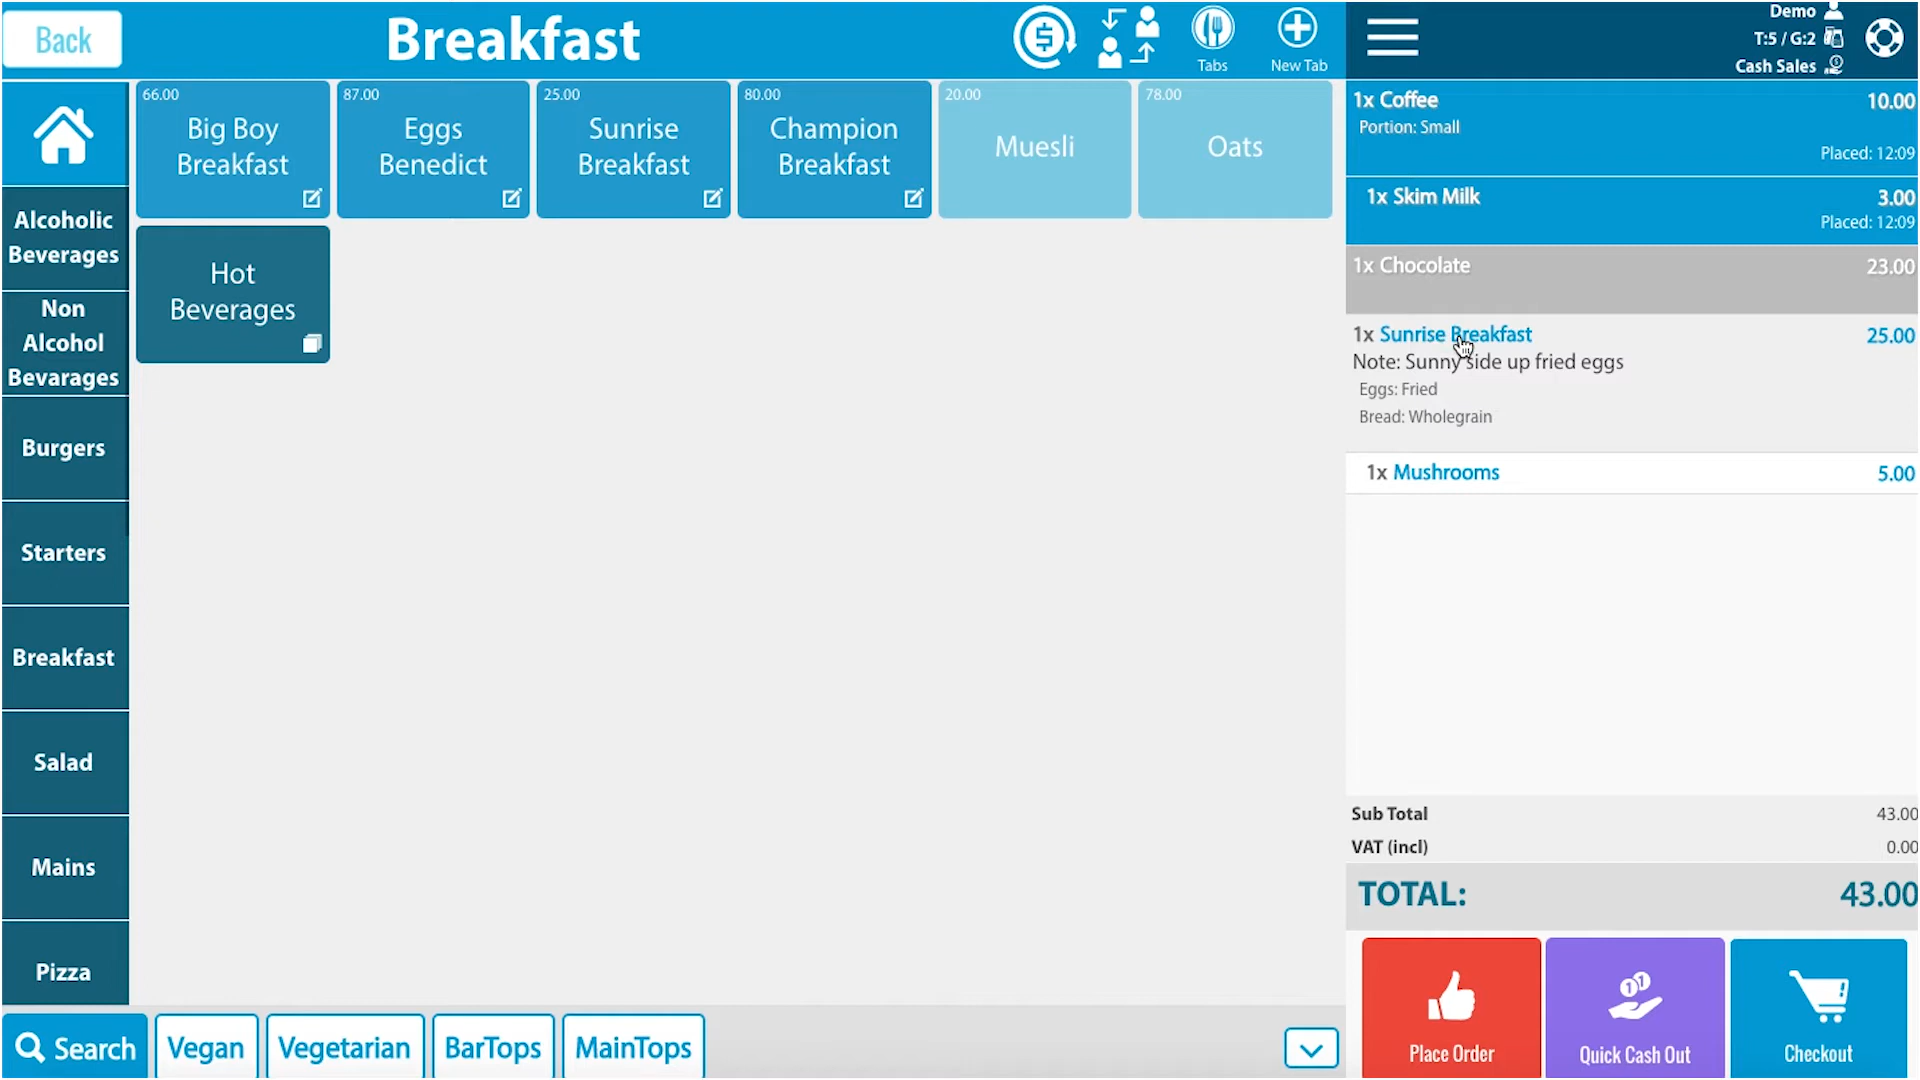 Back
Breakfast
Tabs
New Tab
Demo
T:5 / G:2
Cash Sales
Alcoholic
Beverages
Non
Alcohol
Bevarages
Burgers
Starters
Breakfast
Salad
Mains
Pizza
66.00
Big Boy
Breakfast
87.00
Eggs
Benedict
25.00
Sunrise
Breakfast
80.00
Champion
Breakfast
20.00
Muesli
78.00
Oats
Hot
Beverages
1x Coffee 10.00
Portion: Small
Placed: 12:09
1x Skim Milk 3.00
Placed: 12:09
1x Chocolate 23.00
1x Sunrise Breakfast 25.00
Note: Sunny side up fried eggs
Eggs: Fried
Bread: Wholegrain
1x Mushrooms 5.00
Sub Total 43.00
VAT (incl) 0.00
TOTAL: 43.00
Place Order
Quick Cash Out
Checkout
Search
Vegan
Vegetarian
BarTops
MainTops